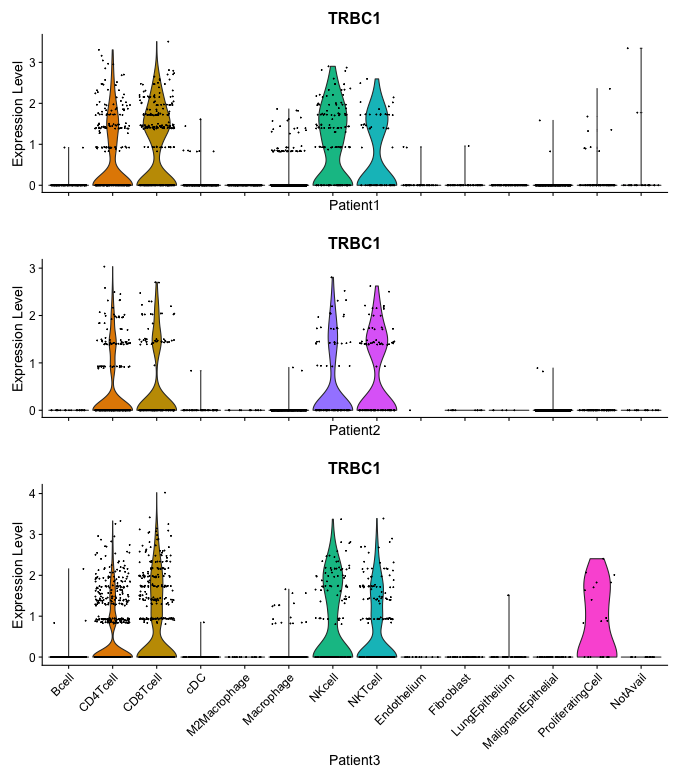 TRBC1
Expression Level
3
2
1
0
Patient1
TRBC1
Expression Level
3
2
1
0
Patient2
TRBC1
Expression Level
4
3
2
1
0
Bcell
CD4Tcell
CD8Tcell
cDC
M2Macrophage
Macrophage
NKcell
NKTcell
Endothelium
Fibroblast
LungEpithelium
MalignantEpithelial
ProliferatingCell
NotAvail
Patient3